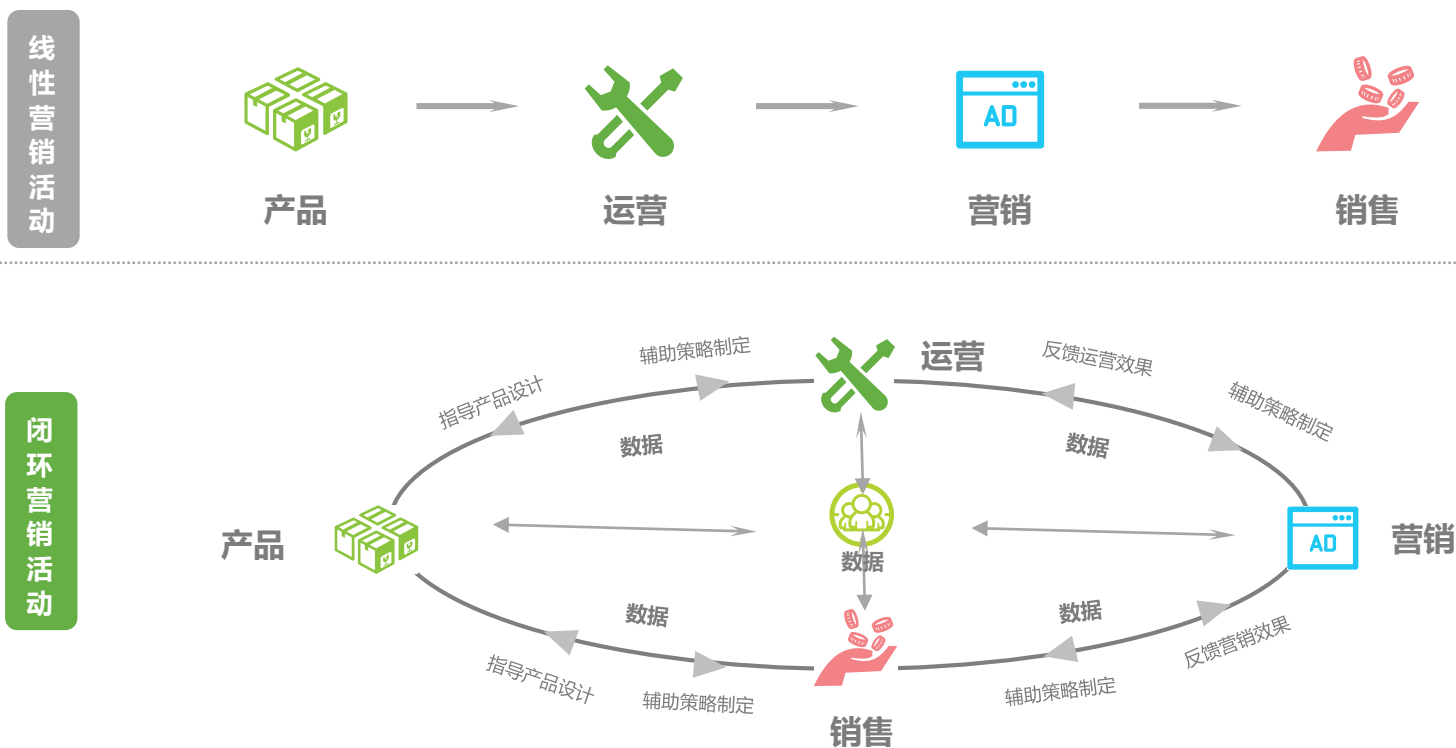 线性营销活动
产品
运营
营销
销售
闭环营销活动
辅助策略制定
运营
反馈运营效果
指导产品设计
辅助策略制定
数据
数据
产品
AD
营销
数据
数据
数据
反馈营销效果
指导产品设计
辅助策略制定
辅助策略制定
销售
AD